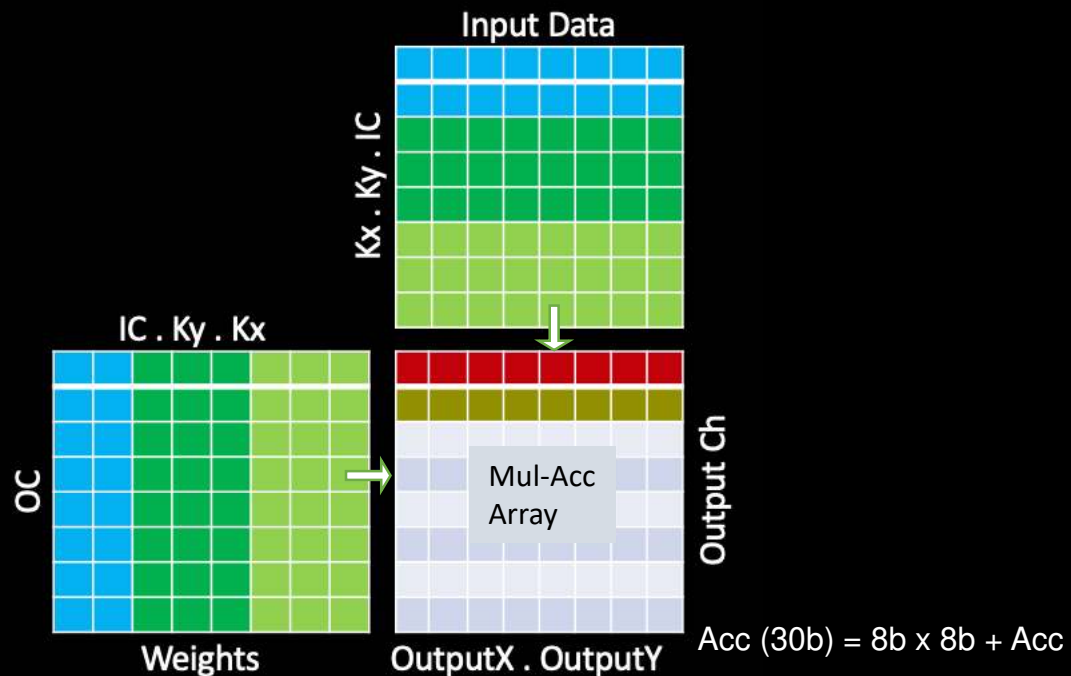 Input Data
Kx . Ky . IC
IC . Ky . Kx
OC
Mul-Acc
Array
Output Ch
Weights
OutputX . OutputY
Acc (30b) = 8b x 8b + Acc